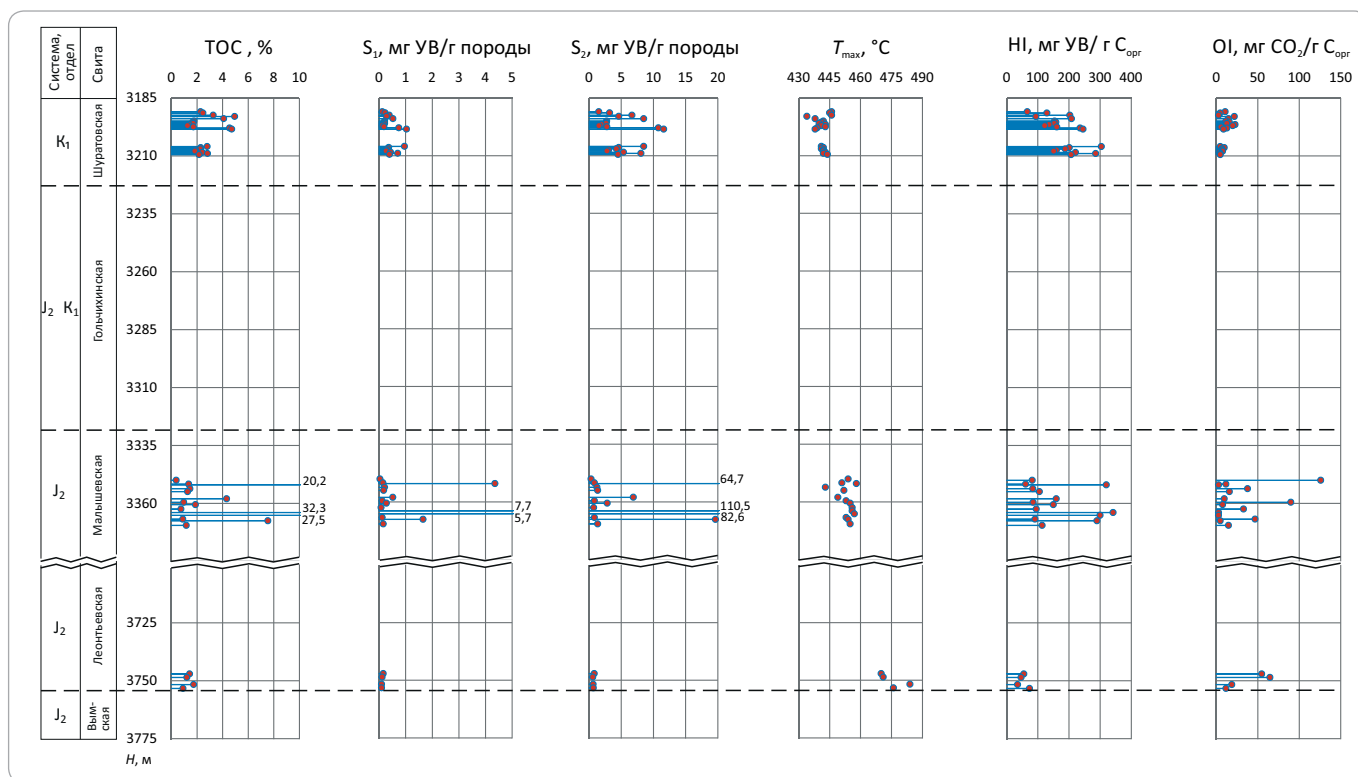 Система, отдел
Свита
TOC , %
S₁, мг УВ/г породы
S₂, мг УВ/г породы
Tmax, °C
HI, мг УВ/ г Сорг
OI, мг CO₂/г Сорг
0 2 4 6 8 10
0 1 2 3 4 5
0 5 10 15 20
430 445 460 475 490
0 100 200 300 400
0 50 100 150
3185
K₁
Шуратовская
3210
3235
3260
J₂ K₁
Гольчихинская
3285
3310
3335
J₂
Малышевская
20,2
64,7
3360
32,3
7,7
110,5
27,5
5,7
82,6
J₂
Леонтьевская
3725
3750
J₂
Вым-
ская
3775
H, м